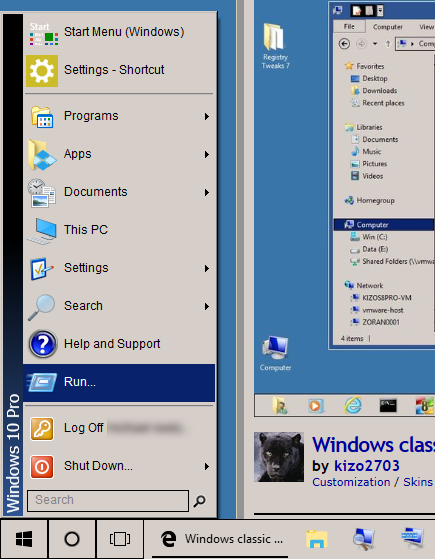 Start
Start Menu (Windows)
Settings - Shortcut
Programs
Apps
Documents
This PC
Settings
Search
Help and Support
Run...
Log Off
Shut Down...
Search
Windows 10 Pro
Registry
Tweaks 7
Computer
File
Computer
View
Comp
Favorites
Desktop
Downloads
Recent places
Libraries
Documents
Music
Pictures
Videos
Homegroup
Computer
Win (C:)
Data (E:)
Shared Folders (\\vmwa
Network
KIZOS8PRO-VM
vmware-host
ZORAN0001
4 items
Windows clas
by kizo2703
Customization / Skins
Windows classic ...